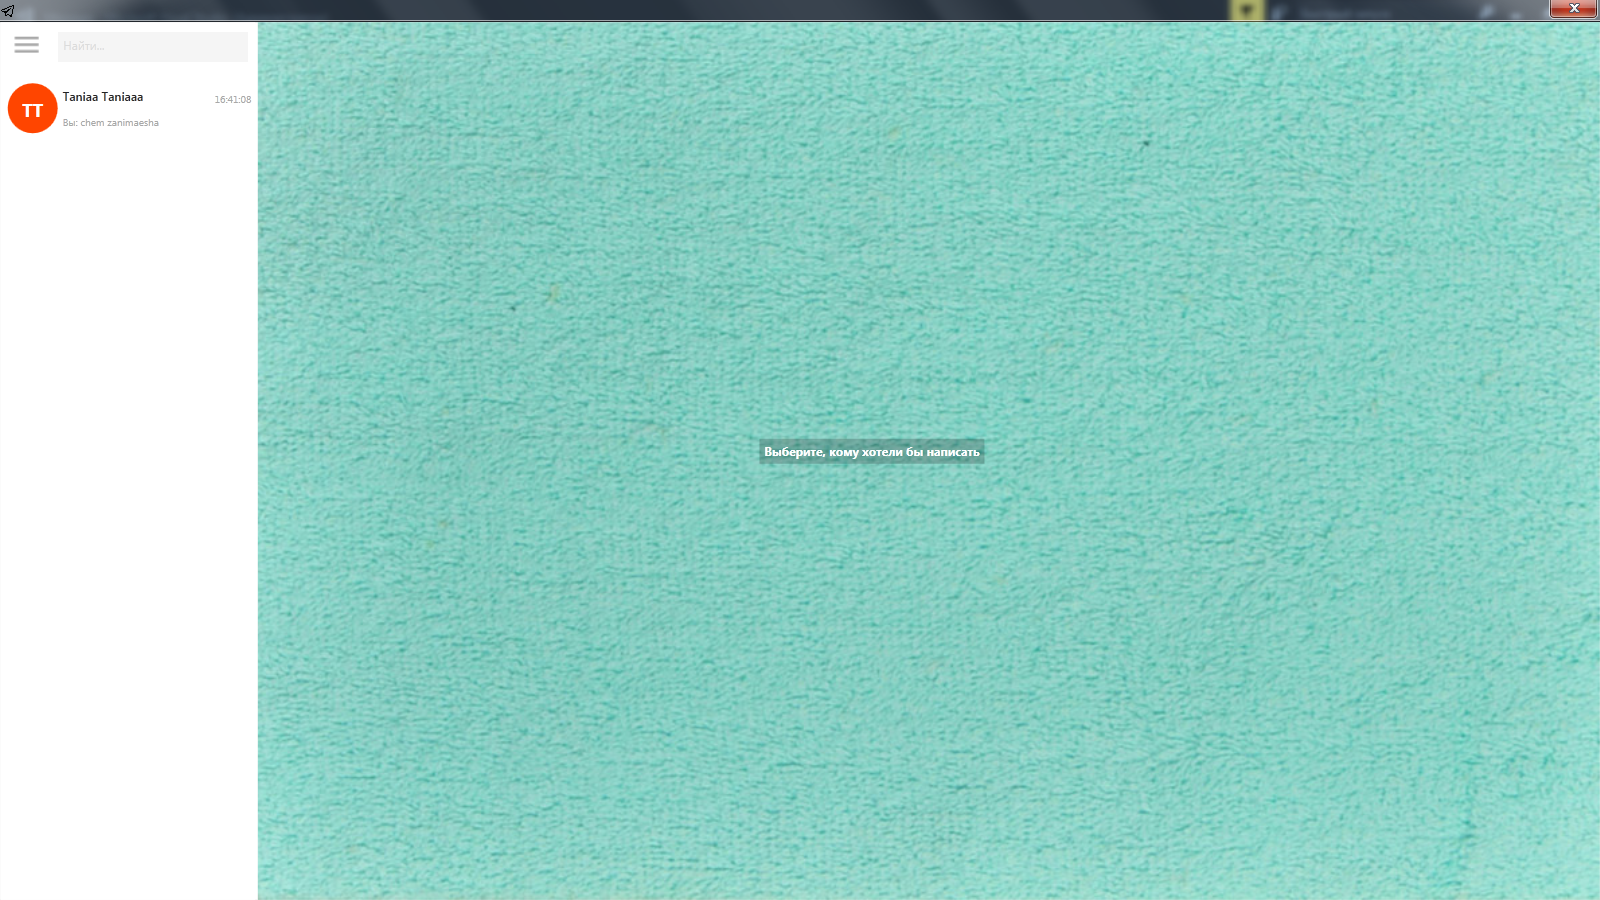 Найти...
TT
Taniaa Taniaaa
16:41:08
Вы: chem zanimaesha
Выберите, кому хотели бы написать